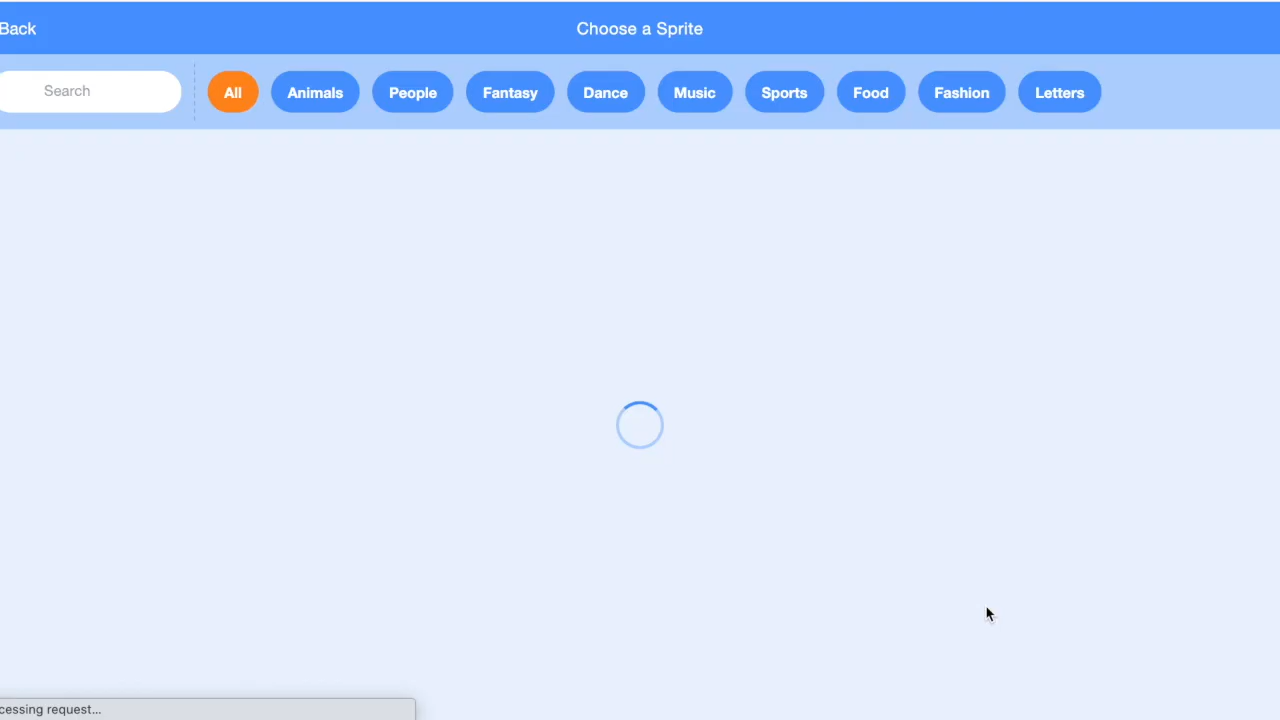 Back
Choose a Sprite
Search
All
Animals
People
Fantasy
Dance
Music
Sports
Food
Fashion
Letters
cessing request...